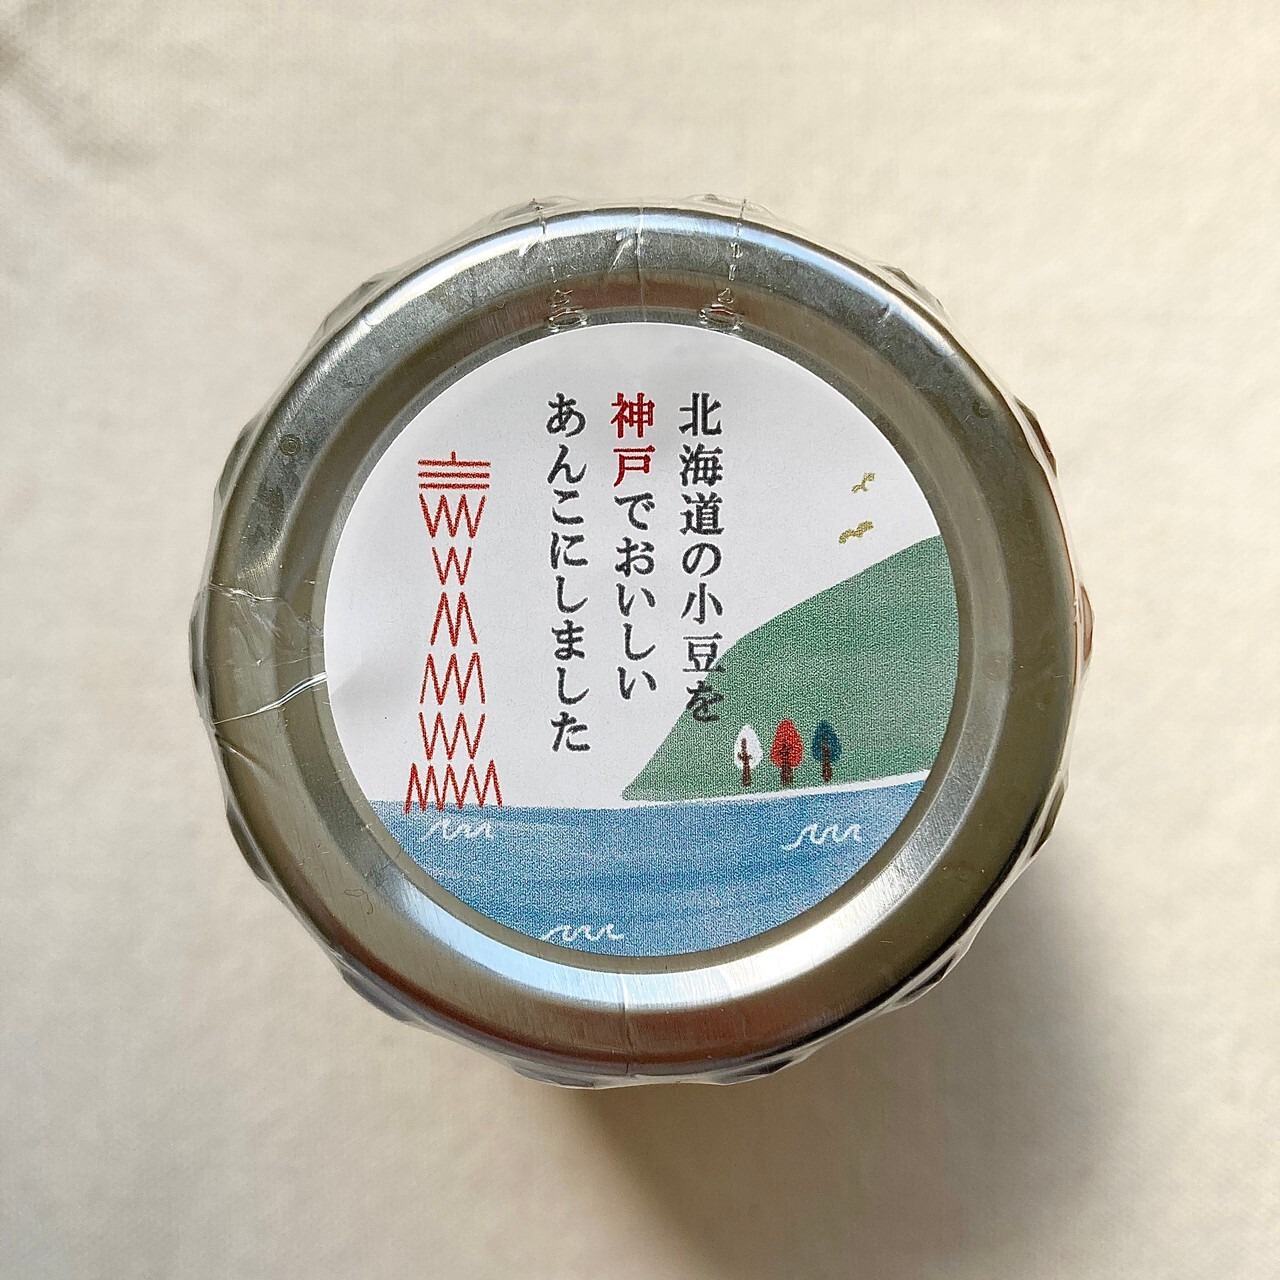 北海道の小豆を
神戸でおいしい
あんこにしました